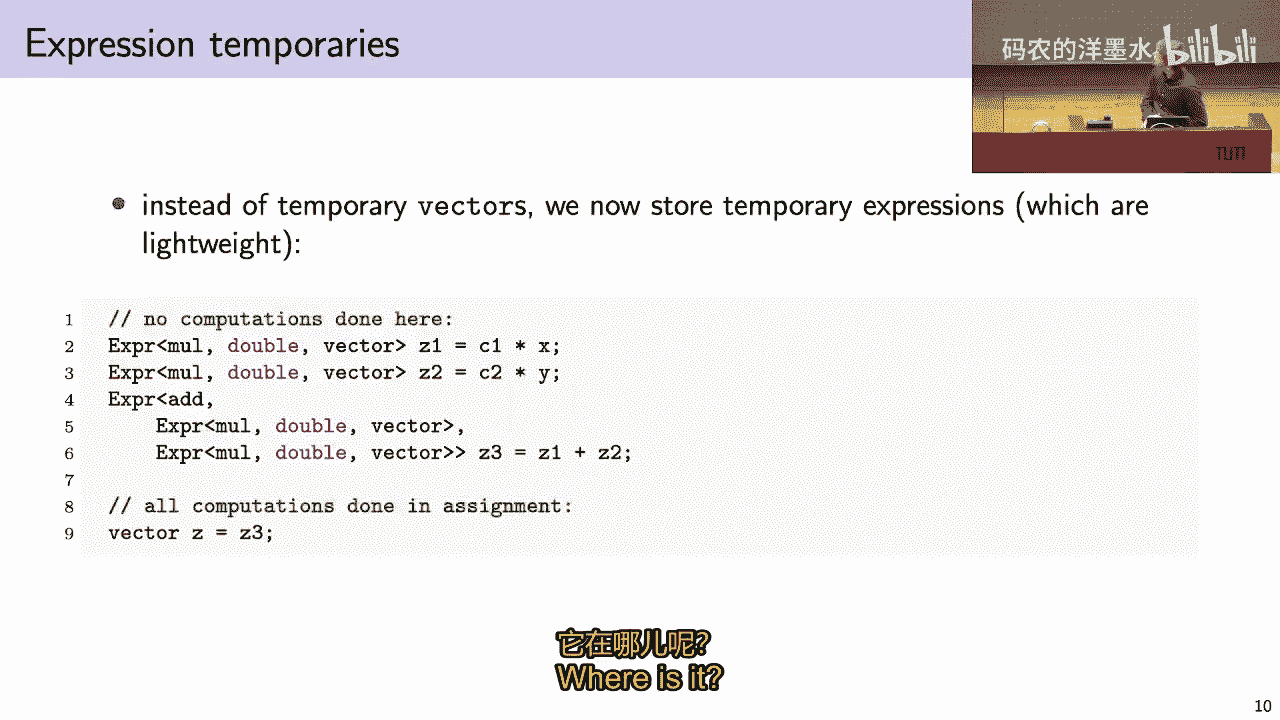 Expression temporaries
码农的洋墨水
bilibili
TUM
• instead of temporary vectors, we now store temporary expressions (which are
lightweight):
1 // no computations done here:
2 Expr<mul, double, vector> z1 = c1 * x;
3 Expr<mul, double, vector> z2 = c2 * y;
4 Expr<add,
5 Expr<mul, double, vector>,
6 Expr<mul, double, vector>> z3 = z1 + z2;
7
8 // all computations done in assignment:
9 vector z = z3;
它在哪儿呢?
Where is it?
10